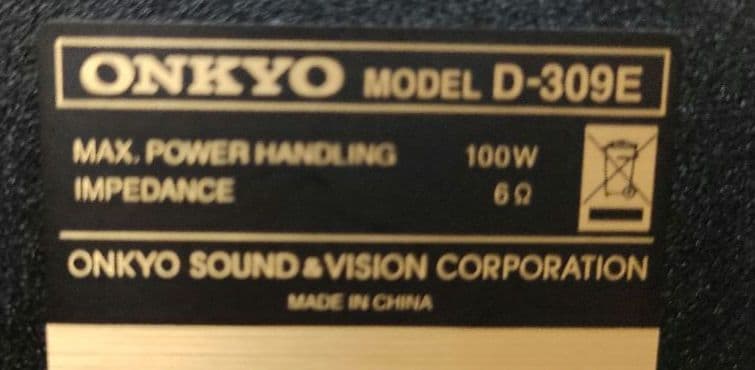 ONKYO MODEL D-309E
MAX. POWER HANDLING 100W
IMPEDANCE 6Ω
ONKYO SOUND & VISION CORPORATION
MADE IN CHINA